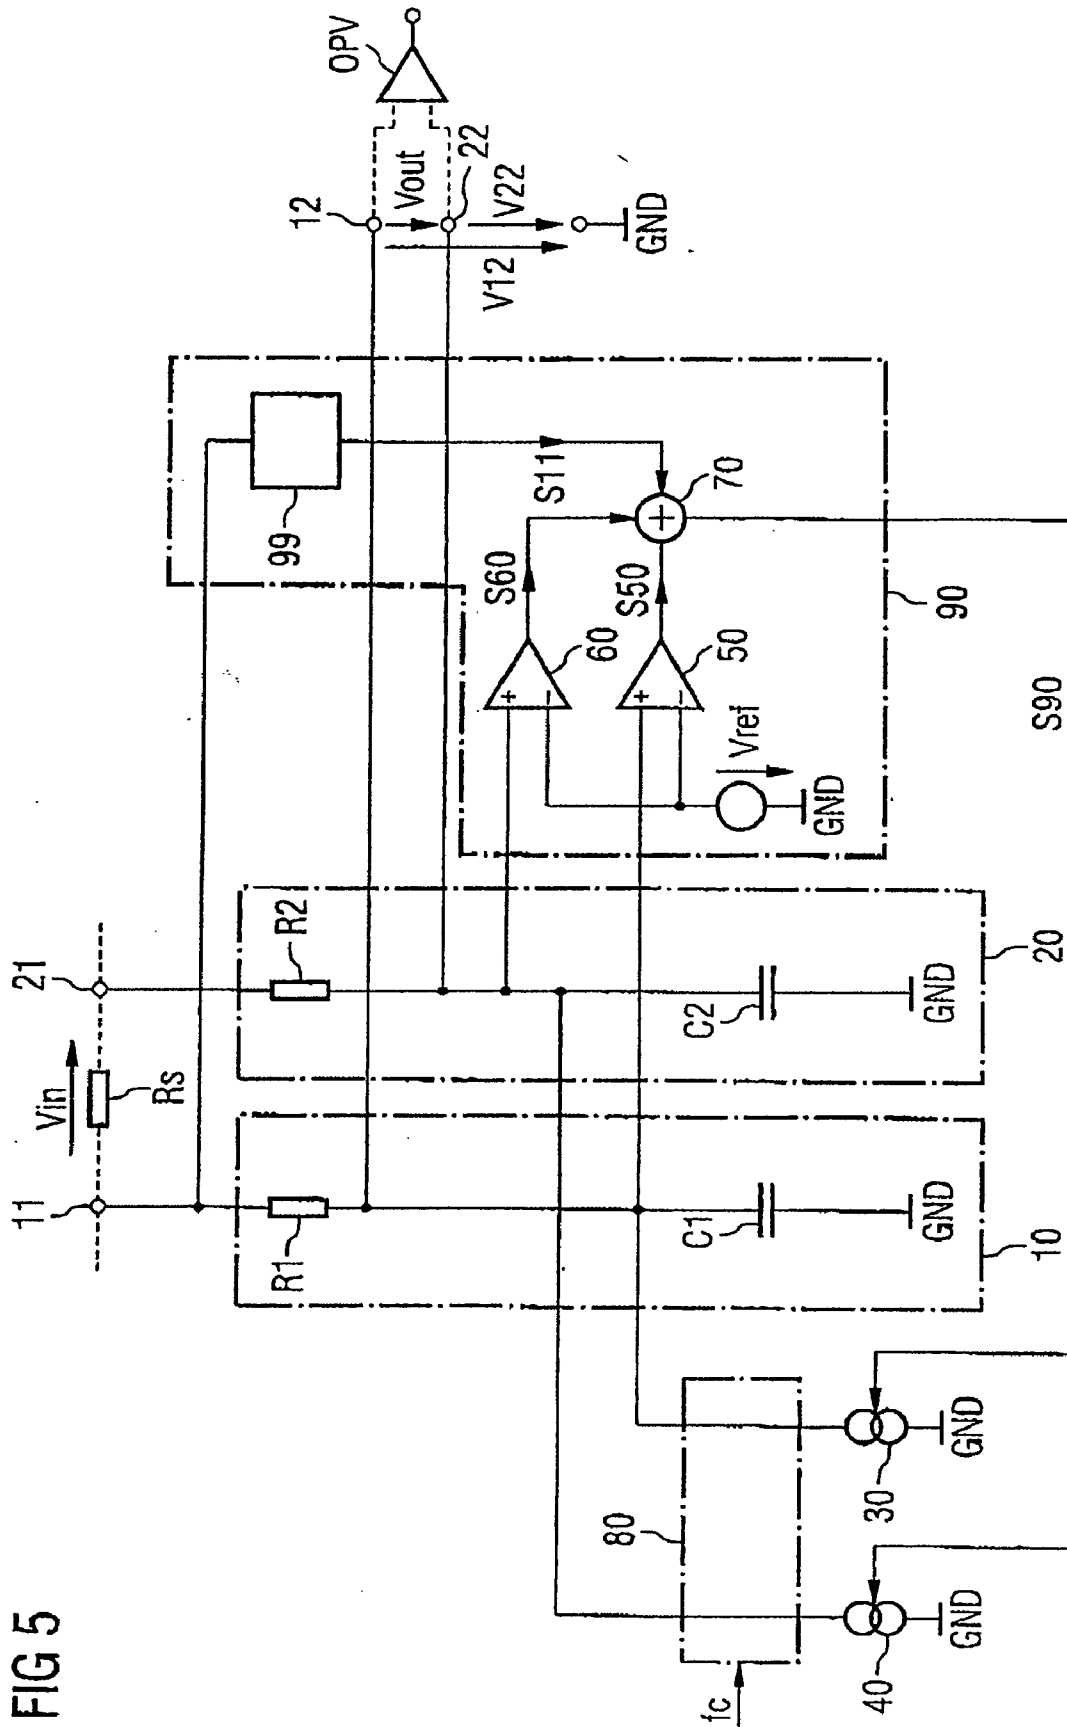 FIG 5
OPV
12
Vout
22
V22
V12
GND
99
S11
S60
70
S50
60
+
−
+
50
+
−
Vref
GND
90
S90
21
R2
C2
20
GND
Vin
Rs
11
R1
C1
10
GND
80
30
GND
40
GND
fc